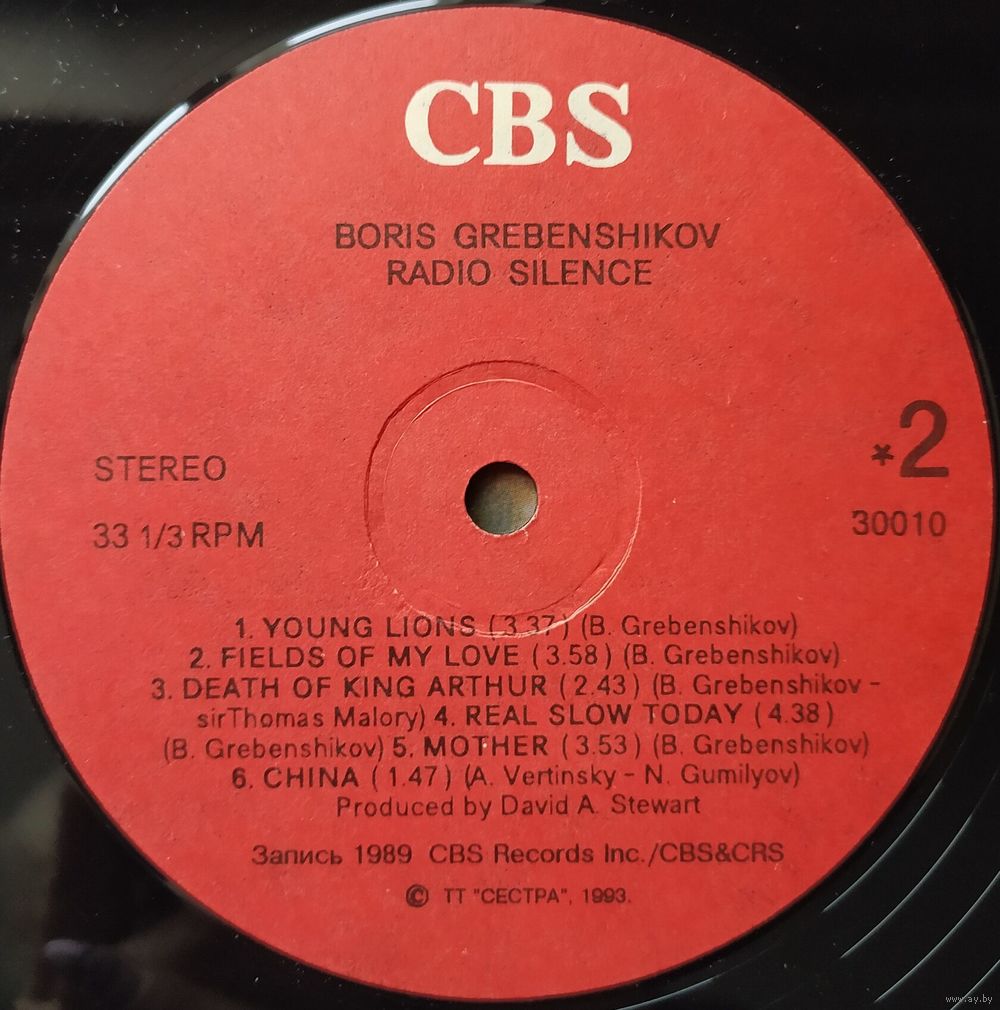 CBS
BORIS GREBENSHIKOV
RADIO SILENCE
*2
STEREO
33 1/3 RPM
30010
1. YOUNG LIONS (3.37) (B. Grebenshikov)
2. FIELDS OF MY LOVE (3.58) (B. Grebenshikov)
3. DEATH OF KING ARTHUR (2.43) (B. Grebenshikov -
sirThomas Malory) 4. REAL SLOW TODAY (4.38)
(B. Grebenshikov) 5. MOTHER (3.53) (B. Grebenshikov)
6. CHINA (1.47) (A. Vertinsky - N. Gumilyov)
Produced by David A. Stewart
Запись 1989 CBS Records Inc./CBS&CRS
© ТТ "СЕСТРА", 1993.
www.ay.by